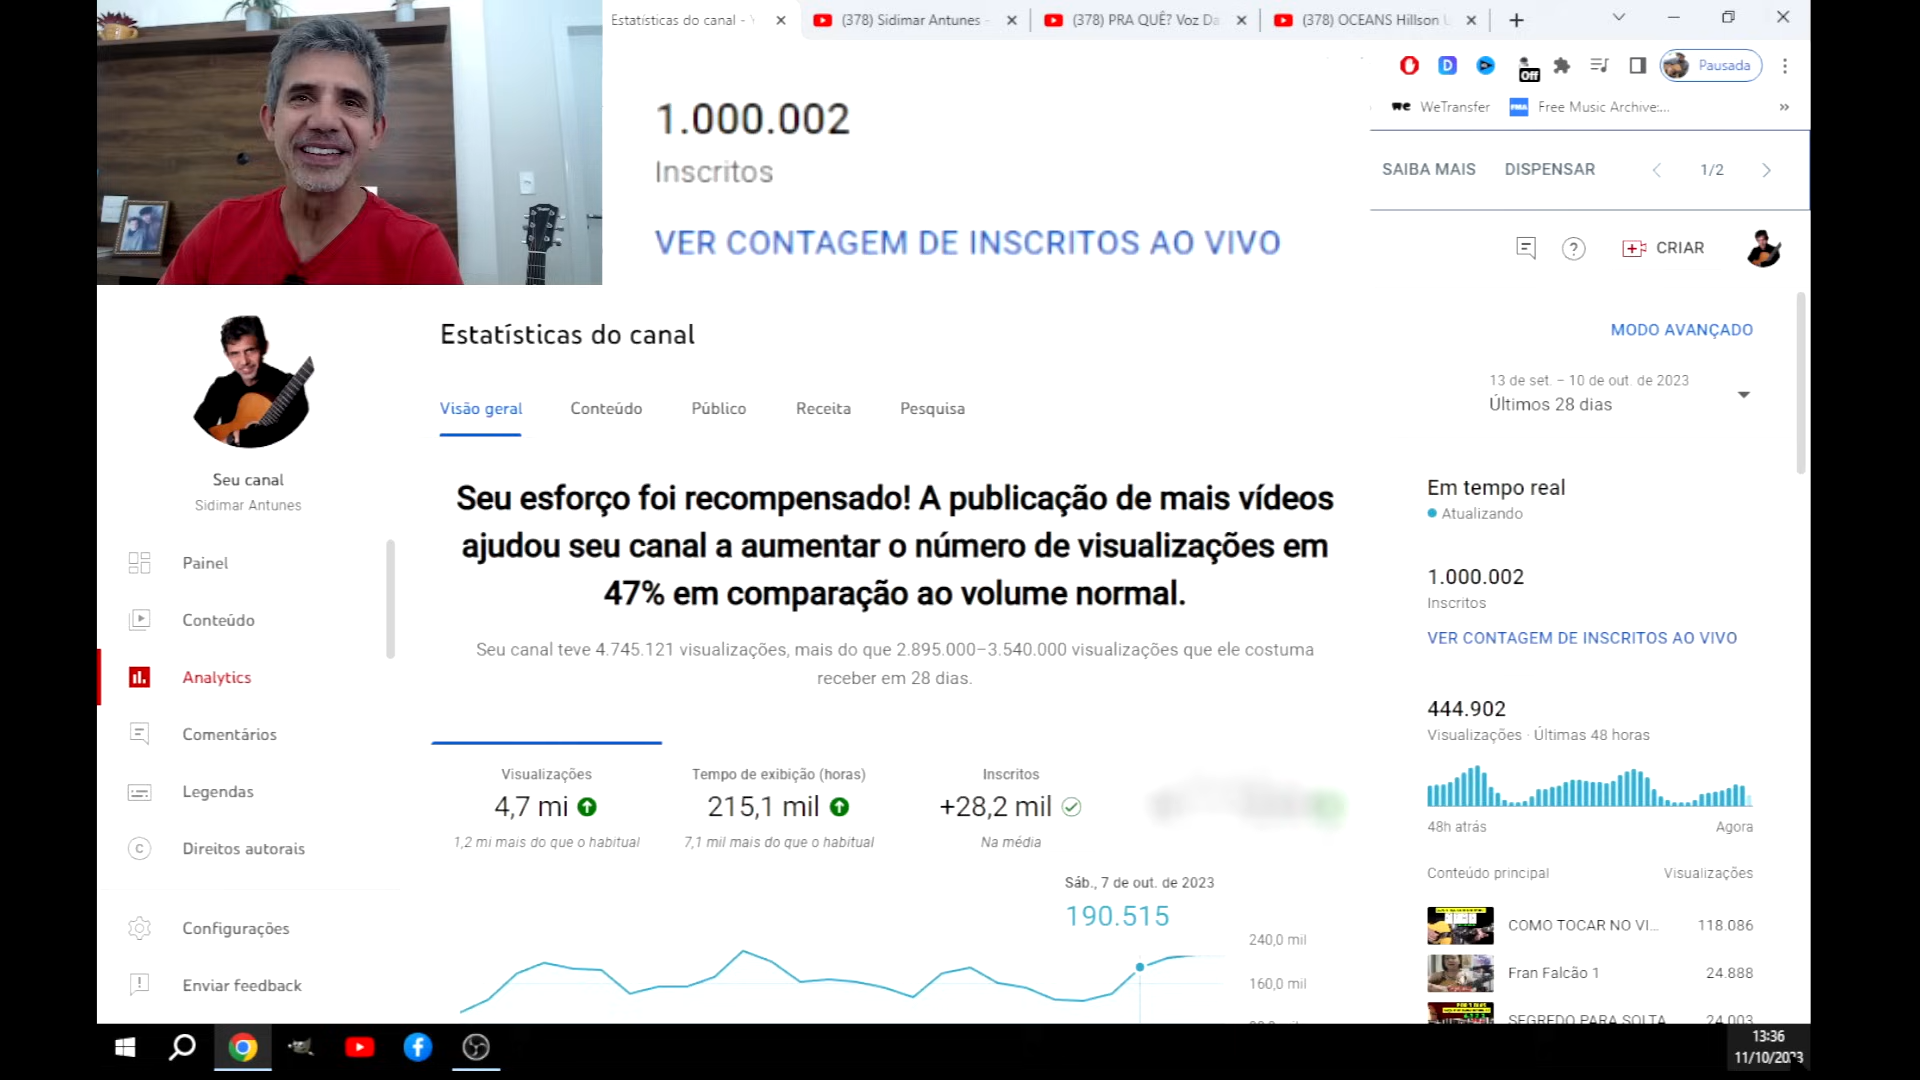 Estatísticas do canal -
(378) Sidimar Antunes -
(378) PRA QUÊ? Voz Da
(378) OCEANS Hillson
Off
Pausada
WeTransfer
FMA
Free Music Archive:...
1.000.002
Inscritos
VER CONTAGEM DE INSCRITOS AO VIVO
SAIBA MAIS
DISPENSAR
1/2
CRIAR
Estatísticas do canal
MODO AVANÇADO
13 de set. – 10 de out. de 2023
Últimos 28 dias
Visão geral
Conteúdo
Público
Receita
Pesquisa
Seu canal
Sidimar Antunes
Painel
Conteúdo
Analytics
Comentários
Legendas
Direitos autorais
Configurações
Enviar feedback
Seu esforço foi recompensado! A publicação de mais vídeos
ajudou seu canal a aumentar o número de visualizações em
47% em comparação ao volume normal.
Seu canal teve 4.745.121 visualizações, mais do que 2.895.000–3.540.000 visualizações que ele costuma
receber em 28 dias.
Visualizações
4,7 mi
1,2 mi mais do que o habitual
Tempo de exibição (horas)
215,1 mil
7,1 mil mais do que o habitual
Inscritos
+28,2 mil
Na média
Sáb., 7 de out. de 2023
190.515
240,0 mil
160,0 mil
Em tempo real
Atualizando
1.000.002
Inscritos
VER CONTAGEM DE INSCRITOS AO VIVO
444.902
Visualizações · Últimas 48 horas
48h atrás
Agora
Conteúdo principal
Visualizações
COMO TOCAR NO VI...
118.086
Fran Falcão 1
24.888
SEGREDO PARA SOLTA
24.003
13:36
11/10/2023